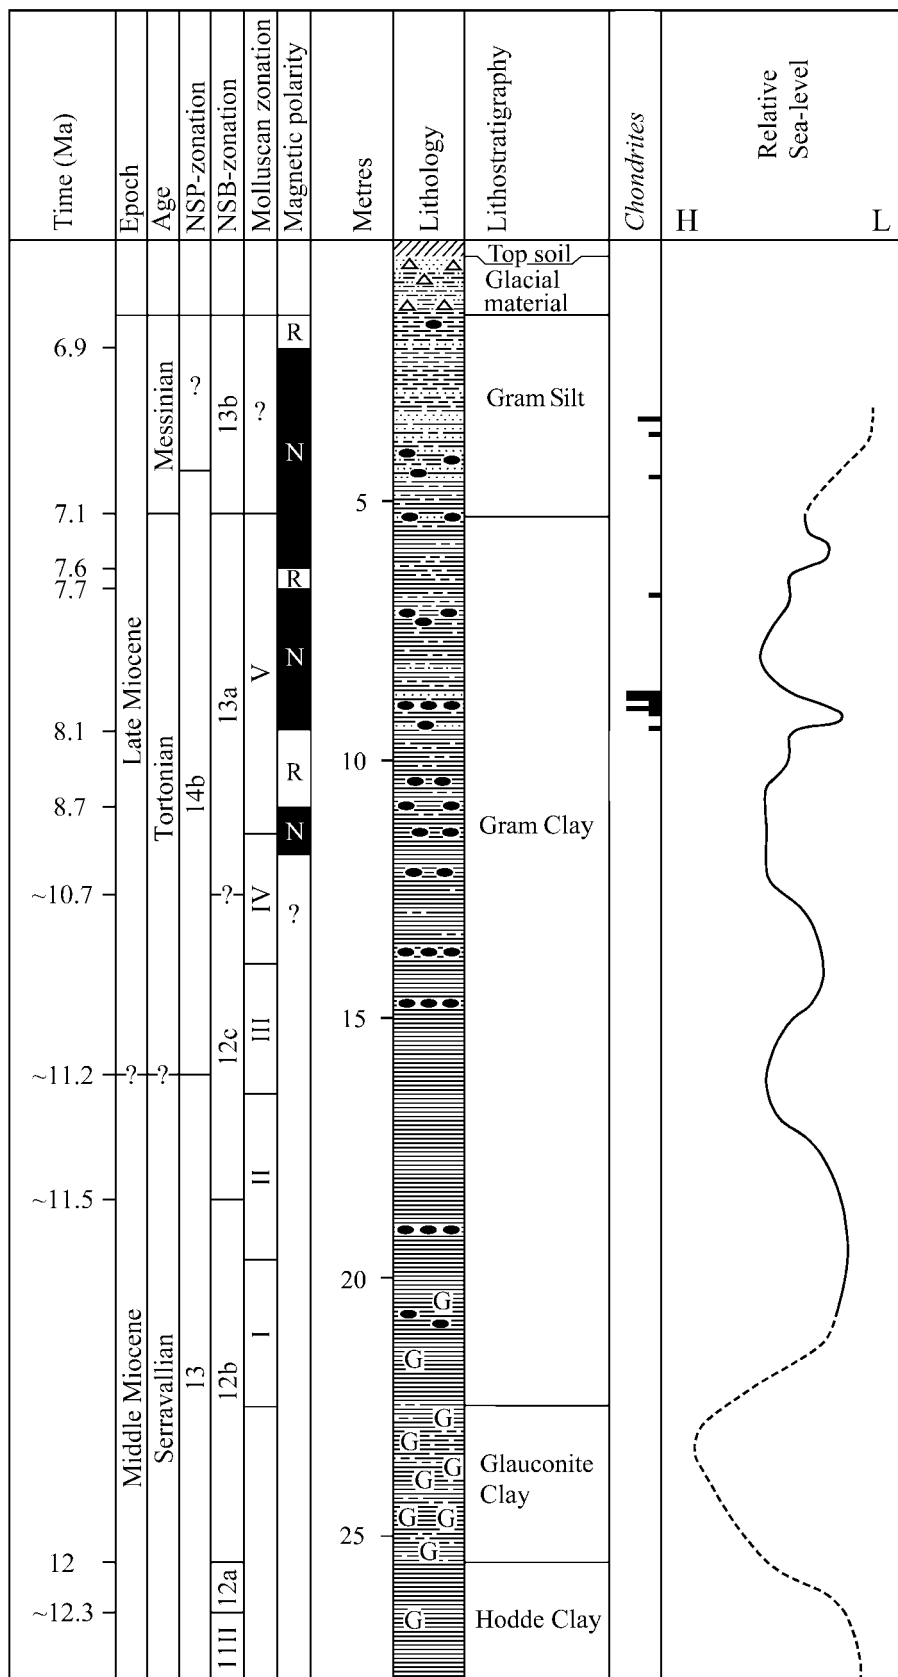 Time (Ma)
Epoch
Age
NSP-zonation
NSB-zonation
Molluscan zonation
Magnetic polarity
Metres
Lithology
Lithostratigraphy
Chondrites
Relative
Sea-level
H
L
Top soil
Glacial
material
R
6.9
Messinian
?
13b
?
Gram Silt
N
5
7.1
7.6
R
7.7
N
V
13a
Late Miocene
8.1
10
R
Tortonian
14b
8.7
N
Gram Clay
~10.7
?
IV
?
15
III
12c
~11.2
?
?
II
~11.5
20
G
I
G
12b
13
Middle Miocene
Serravallian
G
G
G
G
Glauconite
Clay
G
G
25
G
12
12a
~12.3
G
Hodde Clay
11II